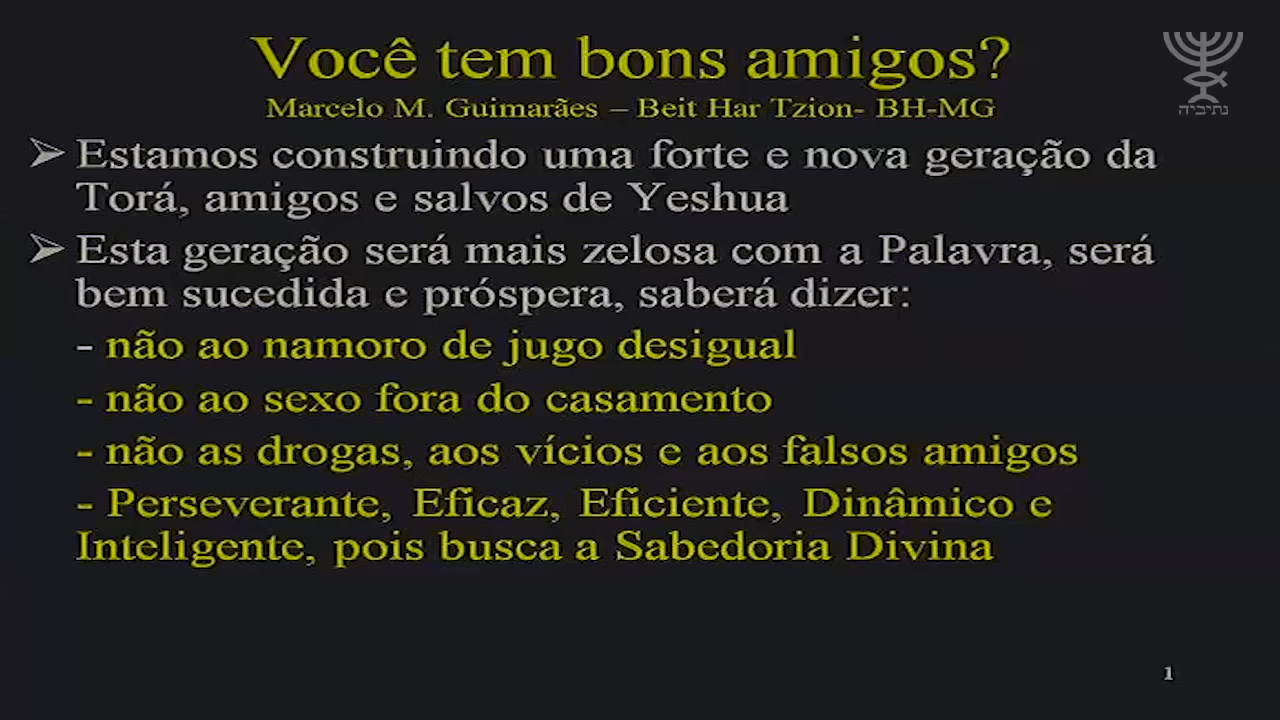 Você tem bons amigos?
Marcelo M. Guimarães – Beit Har Tzion- BH-MG
נתיביה
➢ Estamos construindo uma forte e nova geração da
Torá, amigos e salvos de Yeshua
➢ Esta geração será mais zelosa com a Palavra, será
bem sucedida e próspera, saberá dizer:
- não ao namoro de jugo desigual
- não ao sexo fora do casamento
- não as drogas, aos vícios e aos falsos amigos
- Perseverante, Eficaz, Eficiente, Dinâmico e
Inteligente, pois busca a Sabedoria Divina
1